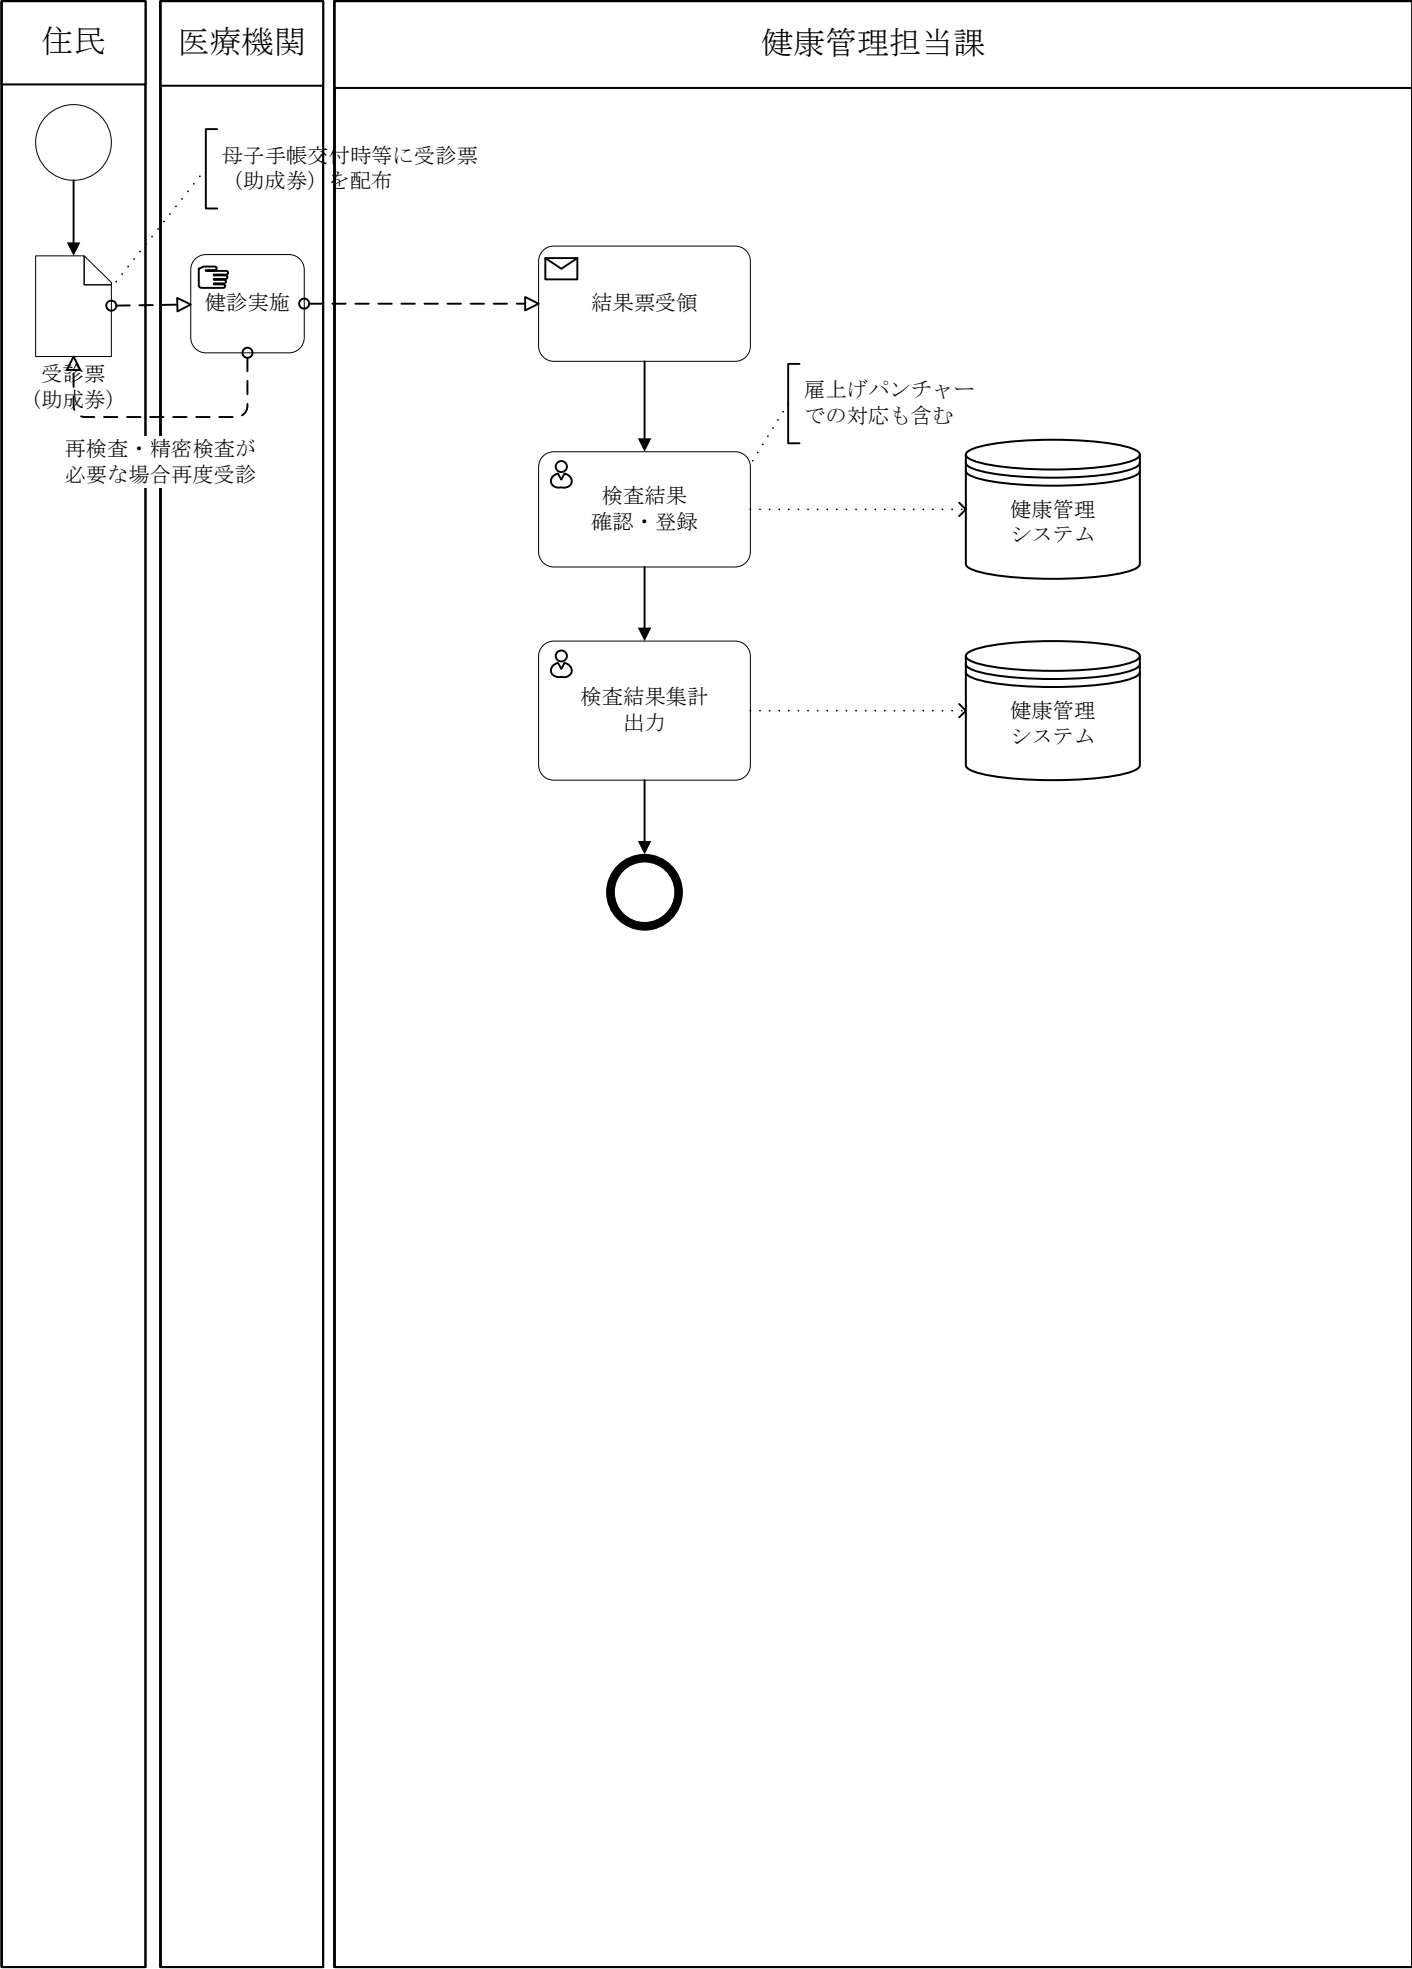 住民
医療機関
健康管理担当課
母子手帳交付時等に受診票
（助成券）を配布
健診実施
結果票受領
受診票
（助成券）
再検査・精密検査が
必要な場合再度受診
雇上げパンチャー
での対応も含む
検査結果
確認・登録
健康管理
システム
検査結果集計
出力
健康管理
システム